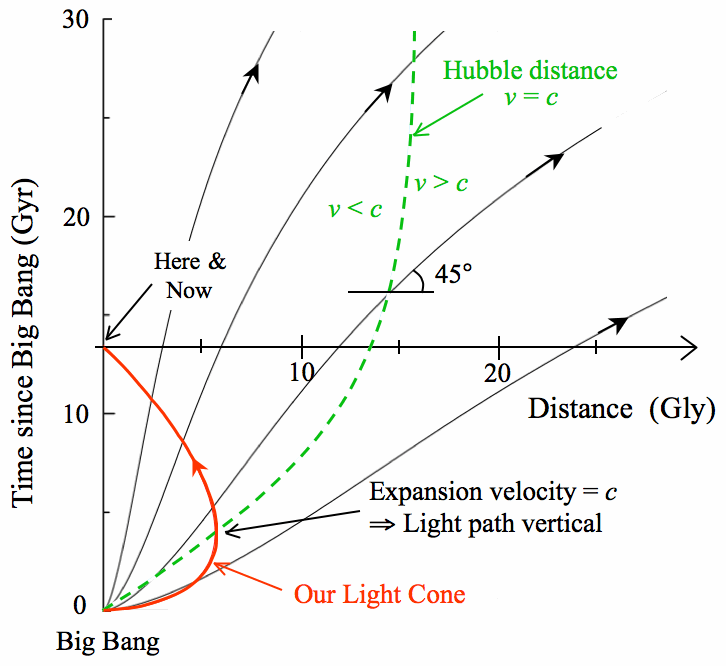 30
Hubble distance
v = c
v > c
v < c
20
Here &
Now
45°
10
20
Distance (Gly)
10
Expansion velocity = c
⇒ Light path vertical
Our Light Cone
0
Big Bang
Time since Big Bang (Gyr)